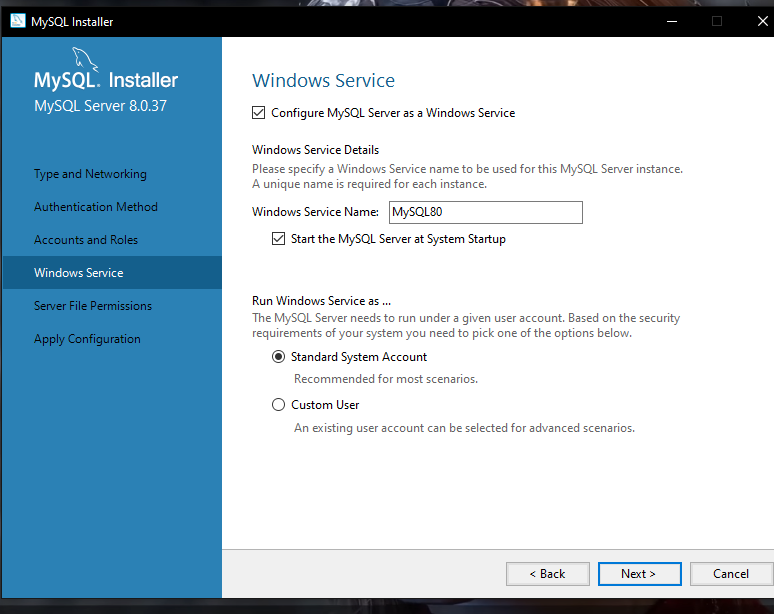 MySQL Installer
MySQL. Installer
MySQL Server 8.0.37
Type and Networking
Authentication Method
Accounts and Roles
Windows Service
Server File Permissions
Apply Configuration
Windows Service
Configure MySQL Server as a Windows Service
Windows Service Details
Please specify a Windows Service name to be used for this MySQL Server instance.
A unique name is required for each instance.
Windows Service Name: MySQL80
Start the MySQL Server at System Startup
Run Windows Service as ...
The MySQL Server needs to run under a given user account. Based on the security
requirements of your system you need to pick one of the options below.
Standard System Account
Recommended for most scenarios.
Custom User
An existing user account can be selected for advanced scenarios.
< Back Next > Cancel